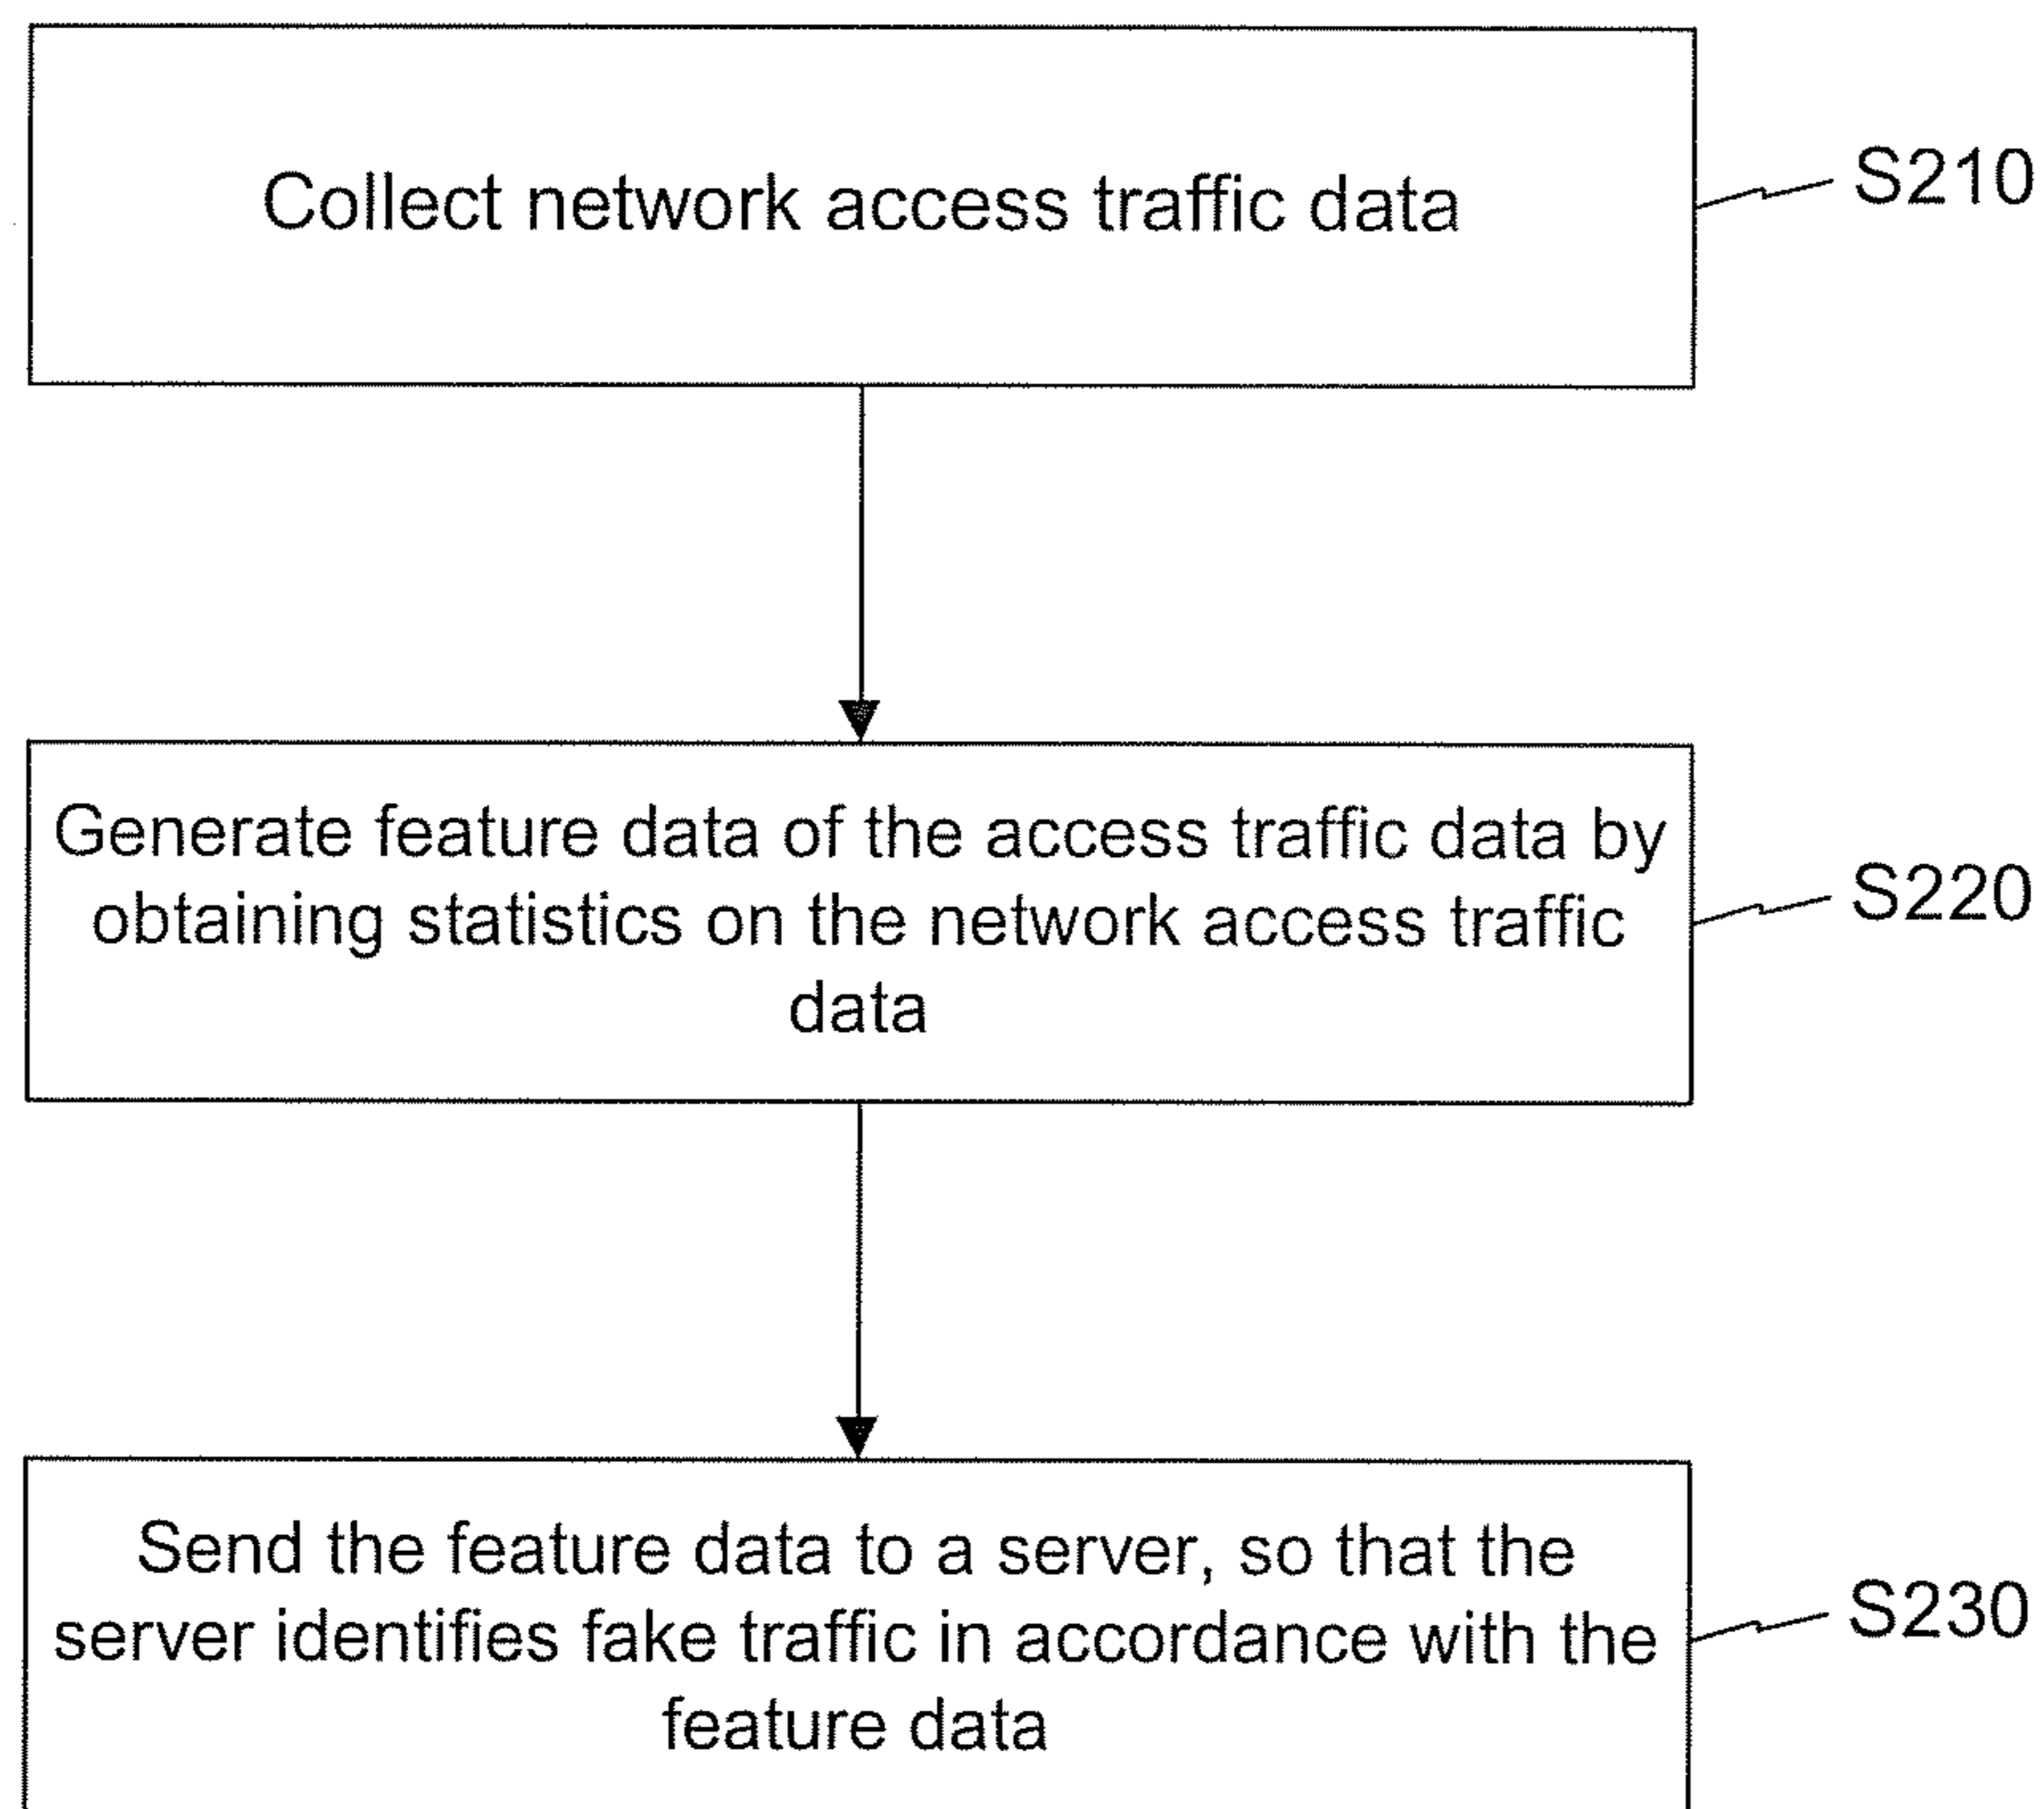 Collect network access traffic data
S210
Generate feature data of the access traffic data by
obtaining statistics on the network access traffic
data
S220
Send the feature data to a server, so that the
server identifies fake traffic in accordance with the
feature data
S230